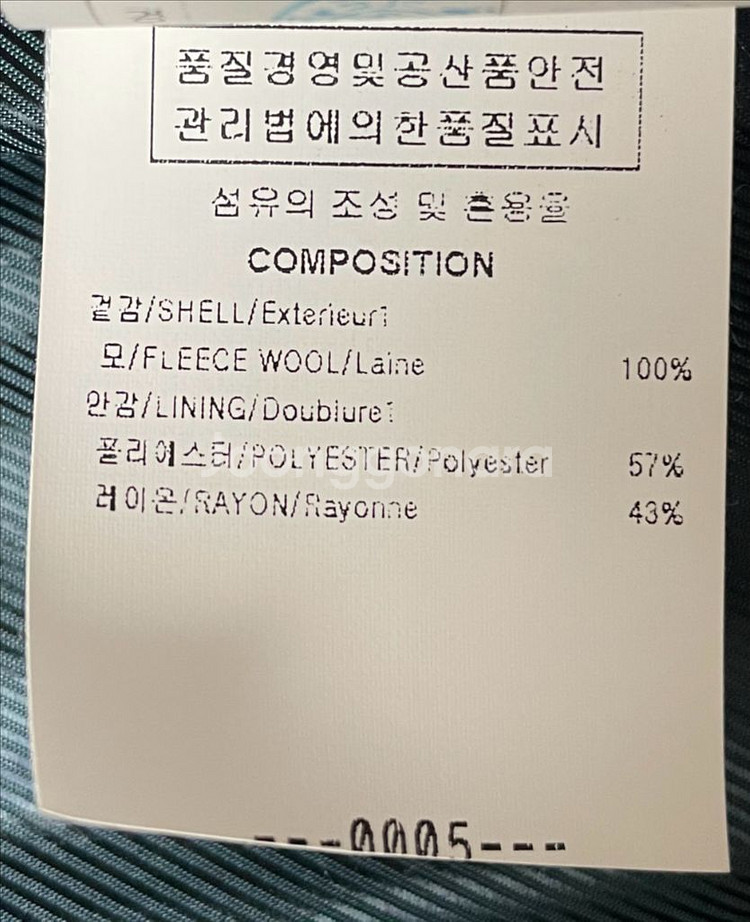 품질경영및공산품안전
관리법에의한품질표시
섬유의 조성 및 혼용율
COMPOSITION
겉감/SHELL/Exterieur1
모/FLEECE WOOL/Laine 100%
안감/LINING/Doublure1
폴리에스터/POLYESTER/Polyester 57%
레이온/RAYON/Rayonne 43%
---0005---